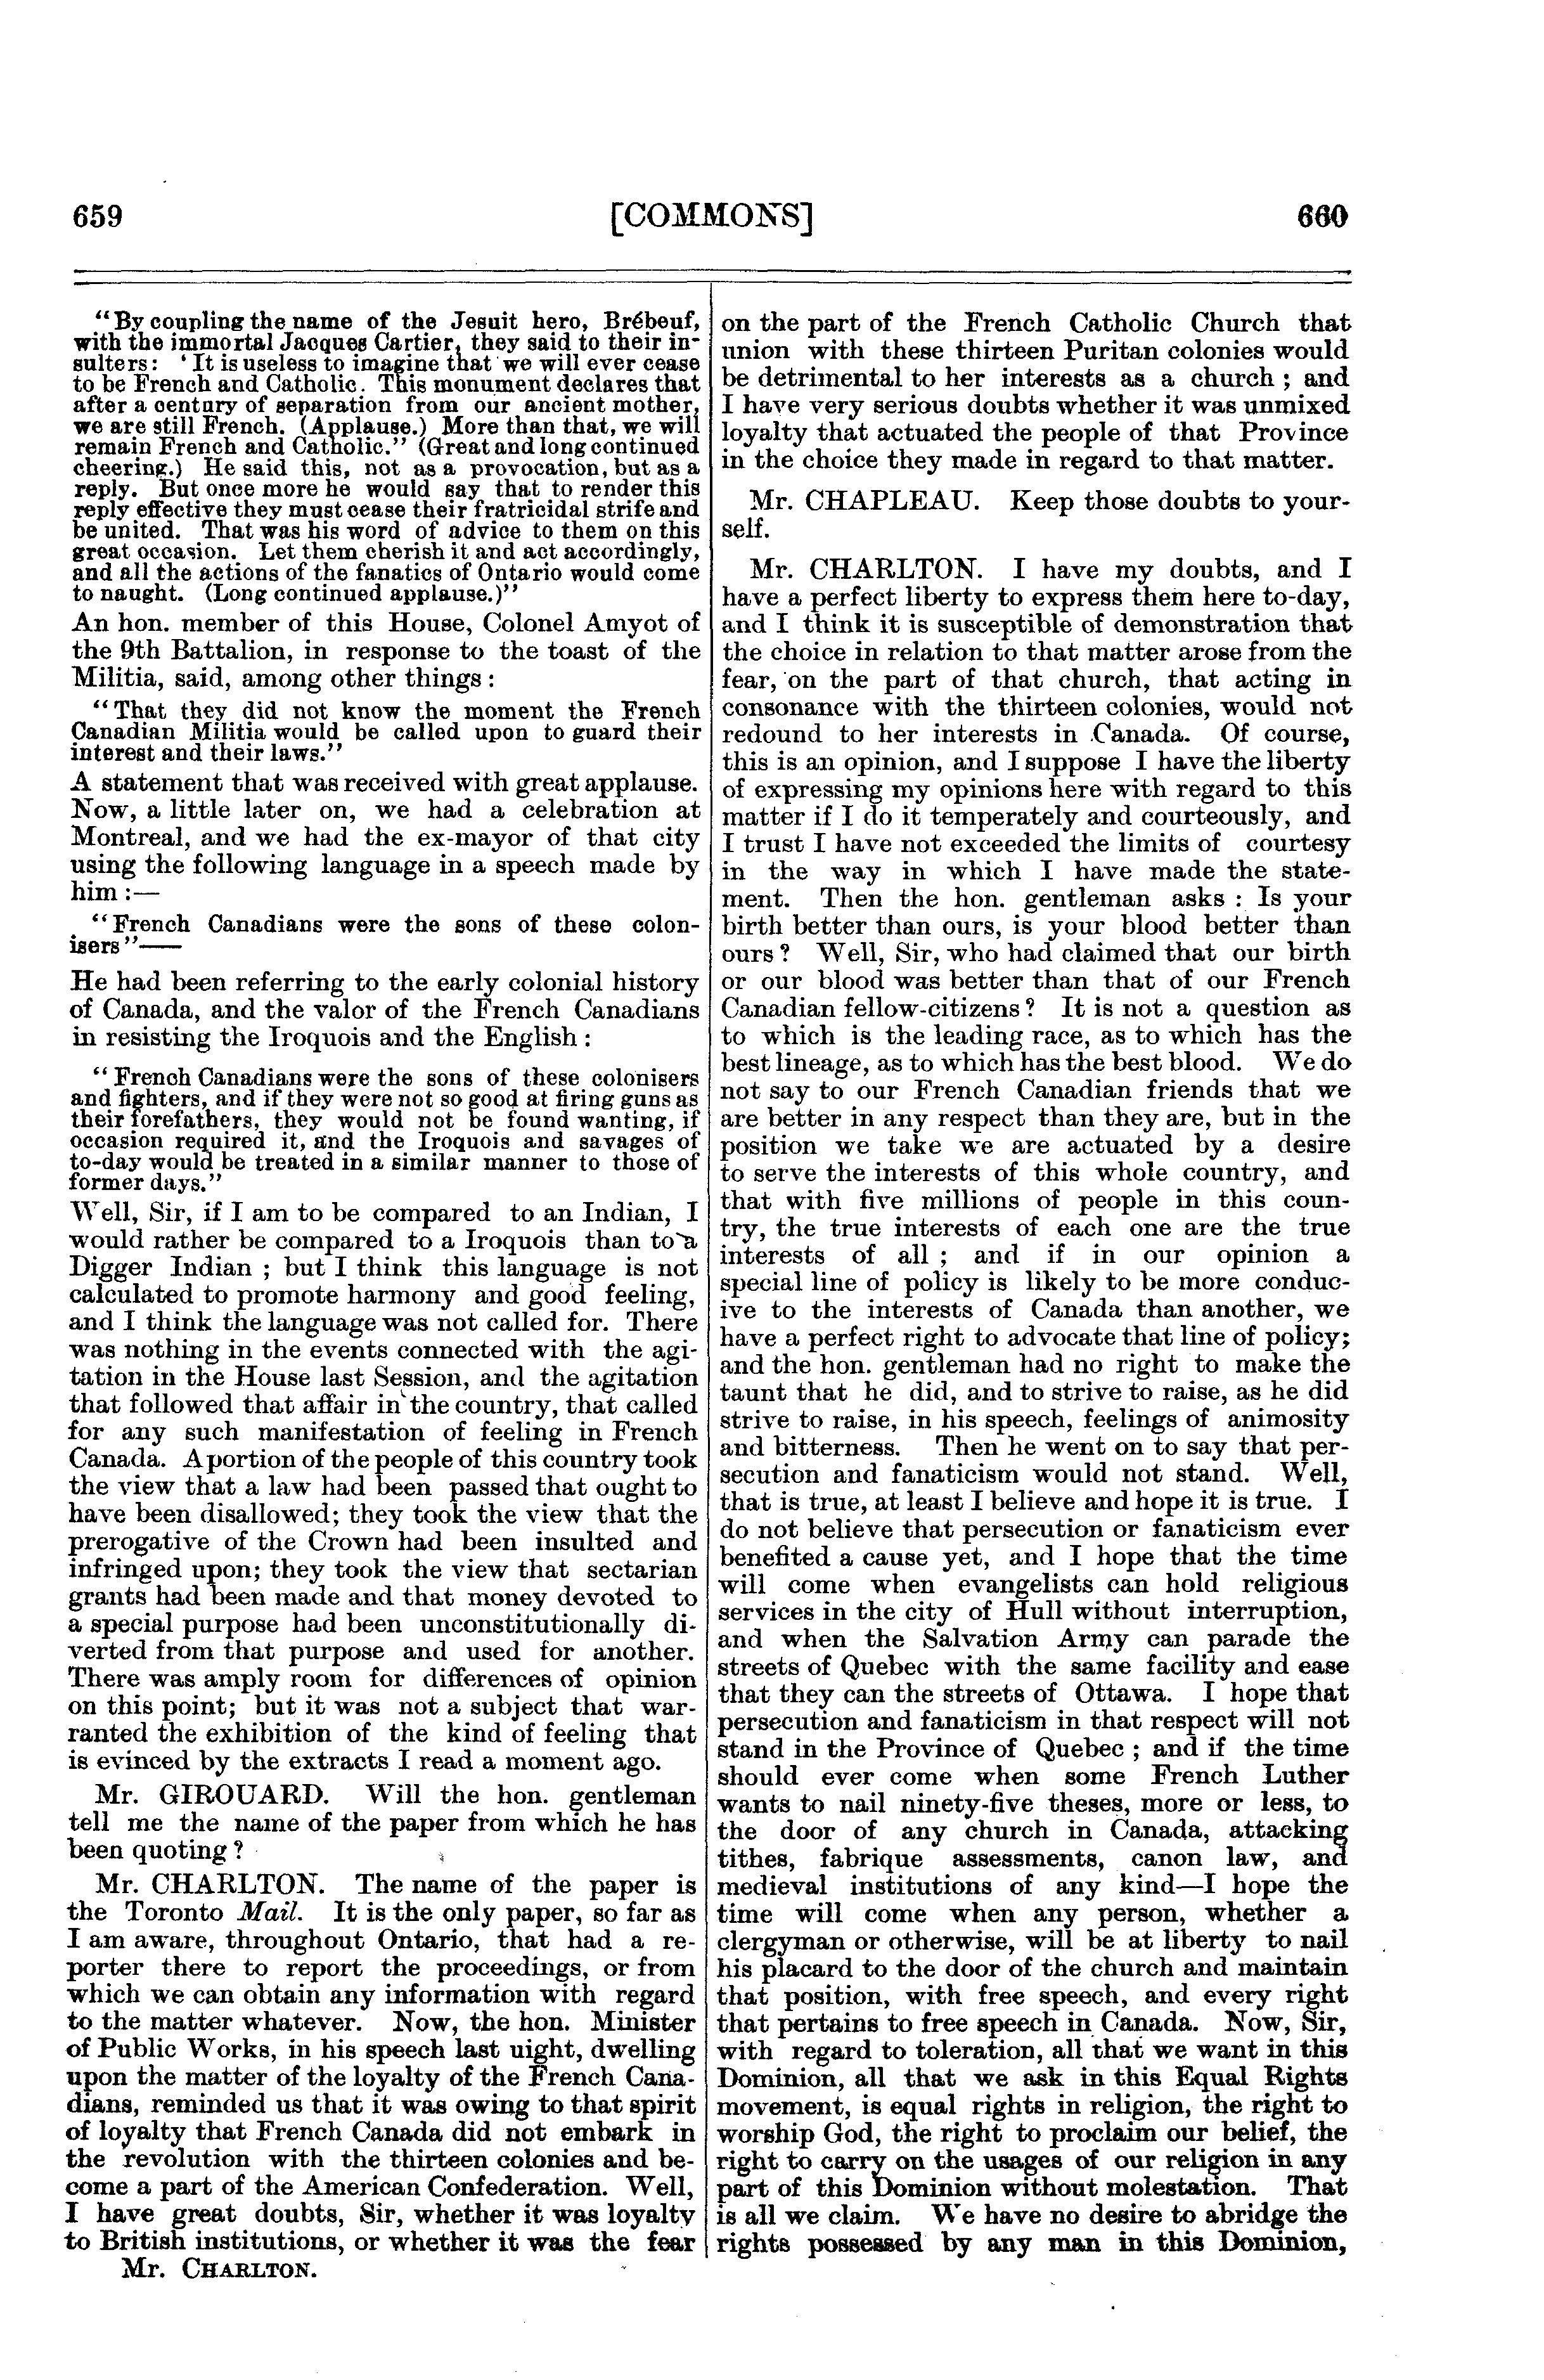 659
[COMMONS]
660
"By coupling the name of the Jesuit hero, Brébeuf,
with the immortal Jacques Cartier, they said to their in-
sulters: 'It is useless to imagine that we will ever cease
to be French and Catholic. This monument declares that
after a century of separation from our ancient mother,
we are still French. (Applause.) More than that, we will
remain French and Catholic." (Great and long continued
cheering.) He said this, not as a provocation, but as a
reply. But once more he would say that to render this
reply effective they must cease their fratricidal strife and
be united. That was his word of advice to them on this
great occasion. Let them cherish it and act accordingly,
and all the actions of the fanatics of Ontario would come
to naught. (Long continued applause.)"
An hon. member of this House, Colonel Amyot of
the 9th Battalion, in response to the toast of the
Militia, said, among other things:
"That they did not know the moment the French
Canadian Militia would be called upon to guard their
interest and their laws."
A statement that was received with great applause.
Now, a little later on, we had a celebration at
Montreal, and we had the ex-mayor of that city
using the following language in a speech made by
him:—
"French Canadians were the sons of these colon-
isers"——
He had been referring to the early colonial history
of Canada, and the valor of the French Canadians
in resisting the Iroquois and the English:
"French Canadians were the sons of these colonisers
and fighters, and if they were not so good at firing guns as
their forefathers, they would not be found wanting, if
occasion required it, and the Iroquois and savages of
to-day would be treated in a similar manner to those of
former days."
Well, Sir, if I am to be compared to an Indian, I
would rather be compared to a Iroquois than to a
Digger Indian ; but I think this language is not
calculated to promote harmony and good feeling,
and I think the language was not called for. There
was nothing in the events connected with the agi-
tation in the House last Session, and the agitation
that followed that affair in the country, that called
for any such manifestation of feeling in French
Canada. A portion of the people of this country took
the view that a law had been passed that ought to
have been disallowed; they took the view that the
prerogative of the Crown had been insulted and
infringed upon; they took the view that sectarian
grants had been made and that money devoted to
a special purpose had been unconstitutionally di-
verted from that purpose and used for another.
There was amply room for differences of opinion
on this point; but it was not a subject that war-
ranted the exhibition of the kind of feeling that
is evinced by the extracts I read a moment ago.
Mr. GIROUARD. Will the hon. gentleman
tell me the name of the paper from which he has
been quoting?
Mr. CHARLTON. The name of the paper is
the Toronto Mail. It is the only paper, so far as
I am aware, throughout Ontario, that had a re-
porter there to report the proceedings, or from
which we can obtain any information with regard
to the matter whatever. Now, the hon. Minister
of Public Works, in his speech last night, dwelling
upon the matter of the loyalty of the French Cana-
dians, reminded us that it was owing to that spirit
of loyalty that French Canada did not embark in
the revolution with the thirteen colonies and be-
come a part of the American Confederation. Well,
I have great doubts, Sir, whether it was loyalty
to British institutions, or whether it was the fear
Mr. CHARLTON.
on the part of the French Catholic Church that
union with these thirteen Puritan colonies would
be detrimental to her interests as a church ; and
I have very serious doubts whether it was unmixed
loyalty that actuated the people of that Province
in the choice they made in regard to that matter.
Mr. CHAPLEAU. Keep those doubts to your-
self.
Mr. CHARLTON. I have my doubts, and I
have a perfect liberty to express them here to-day,
and I think it is susceptible of demonstration that
the choice in relation to that matter arose from the
fear, on the part of that church, that acting in
consonance with the thirteen colonies, would not
redound to her interests in Canada. Of course,
this is an opinion, and I suppose I have the liberty
of expressing my opinions here with regard to this
matter if I do it temperately and courteously, and
I trust I have not exceeded the limits of courtesy
in the way in which I have made the state-
ment. Then the hon. gentleman asks : Is your
birth better than ours, is your blood better than
ours? Well, Sir, who had claimed that our birth
or our blood was better than that of our French
Canadian fellow-citizens? It is not a question as
to which is the leading race, as to which has the
best lineage, as to which has the best blood. We do
not say to our French Canadian friends that we
are better in any respect than they are, but in the
position we take we are actuated by a desire
to serve the interests of this whole country, and
that with five millions of people in this coun-
try, the true interests of each one are the true
interests of all ; and if in our opinion a
special line of policy is likely to be more conduc-
ive to the interests of Canada than another, we
have a perfect right to advocate that line of policy;
and the hon. gentleman had no right to make the
taunt that he did, and to strive to raise, as he did
strive to raise, in his speech, feelings of animosity
and bitterness. Then he went on to say that per-
secution and fanaticism would not stand. Well,
that is true, at least I believe and hope it is true. I
do not believe that persecution or fanaticism ever
benefited a cause yet, and I hope that the time
will come when evangelists can hold religious
services in the city of Hull without interruption,
and when the Salvation Army can parade the
streets of Quebec with the same facility and ease
that they can the streets of Ottawa. I hope that
persecution and fanaticism in that respect will not
stand in the Province of Quebec ; and if the time
should ever come when some French Luther
wants to nail ninety-five theses, more or less, to
the door of any church in Canada, attacking
tithes, fabrique assessments, canon law, and
medieval institutions of any kind—I hope the
time will come when any person, whether a
clergyman or otherwise, will be at liberty to nail
his placard to the door of the church and maintain
that position, with free speech, and every right
that pertains to free speech in Canada. Now, Sir,
with regard to toleration, all that we want in this
Dominion, all that we ask in this Equal Rights
movement, is equal rights in religion, the right to
worship God, the right to proclaim our belief, the
right to carry on the usages of our religion in any
part of this Dominion without molestation. That
is all we claim. We have no desire to abridge the
rights possessed by any man in this Dominion,